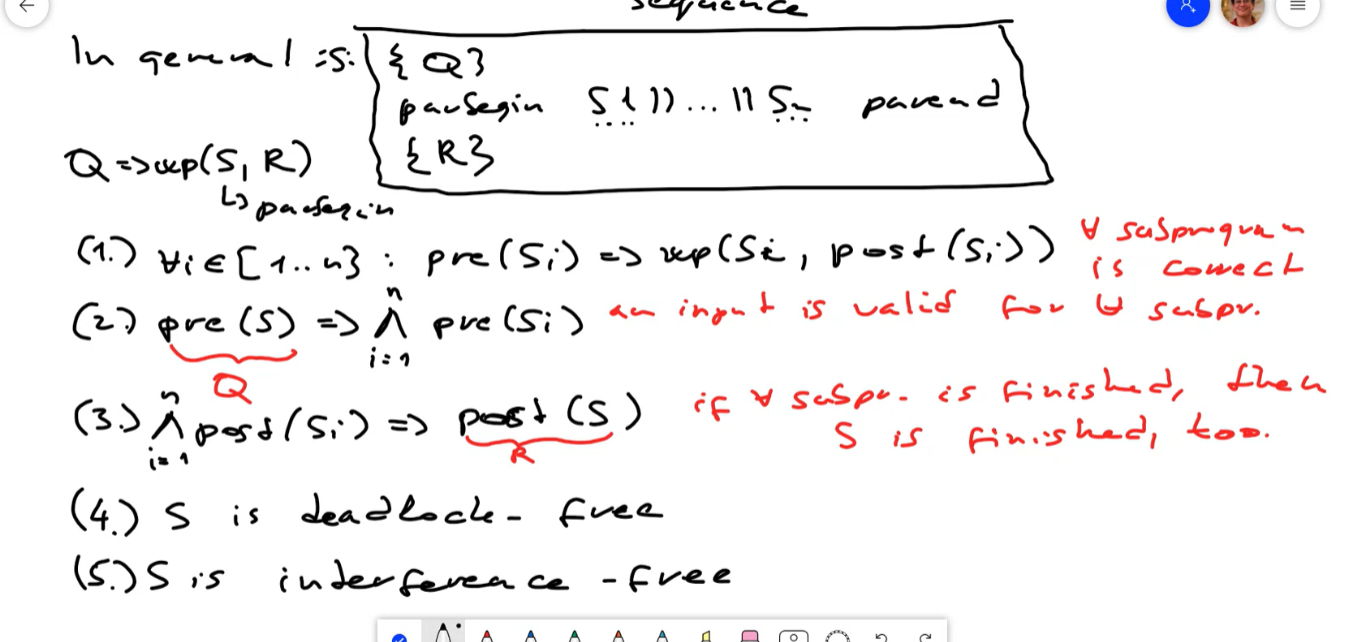 sequence
In general is: {Q}
parbegin S1 || ... || Sn parend
{R}
Q => wp(S, R)
↳ parbegin
(1.) ∀i∈[1..n] : pre(Si) => wp(Si, post(Si)) ∀ subprogram
is correct
(2.) pre(S) => ∧ i=1 n pre(Si) an input is valid for ∀ subpr.
Q
(3.) ∧ i=1 n post(Si) => post(S) if ∀ subpr. is finished, then
S is finished, too.
R
(4.) S is deadlock-free
(5.) S is interference-free